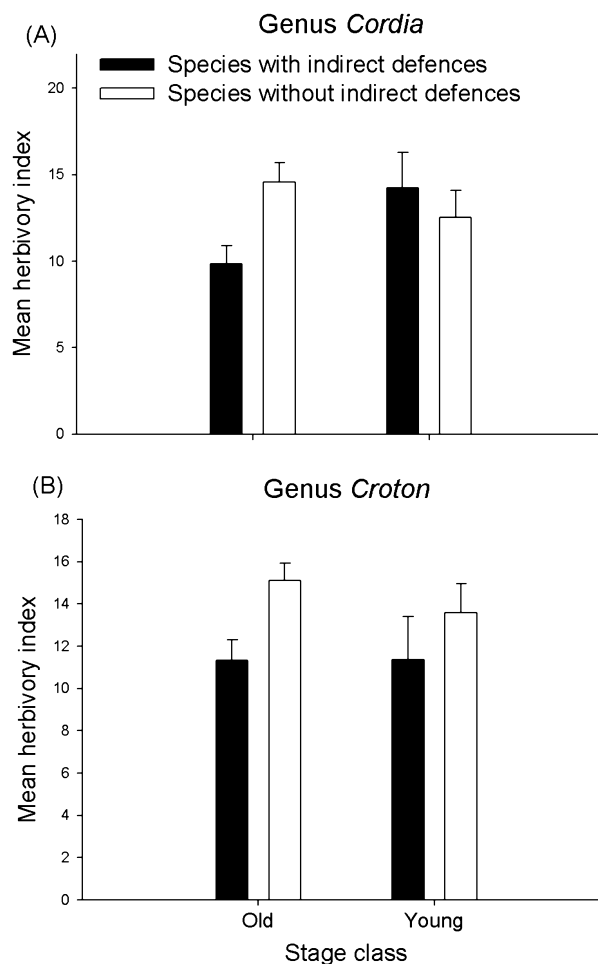 (A)
Genus Cordia
Species with indirect defences
Species without indirect defences
20
15
10
5
0
Mean herbivory index
(B)
Genus Croton
18
16
14
12
10
8
6
4
2
0
Mean herbivory index
Old Young
Stage class